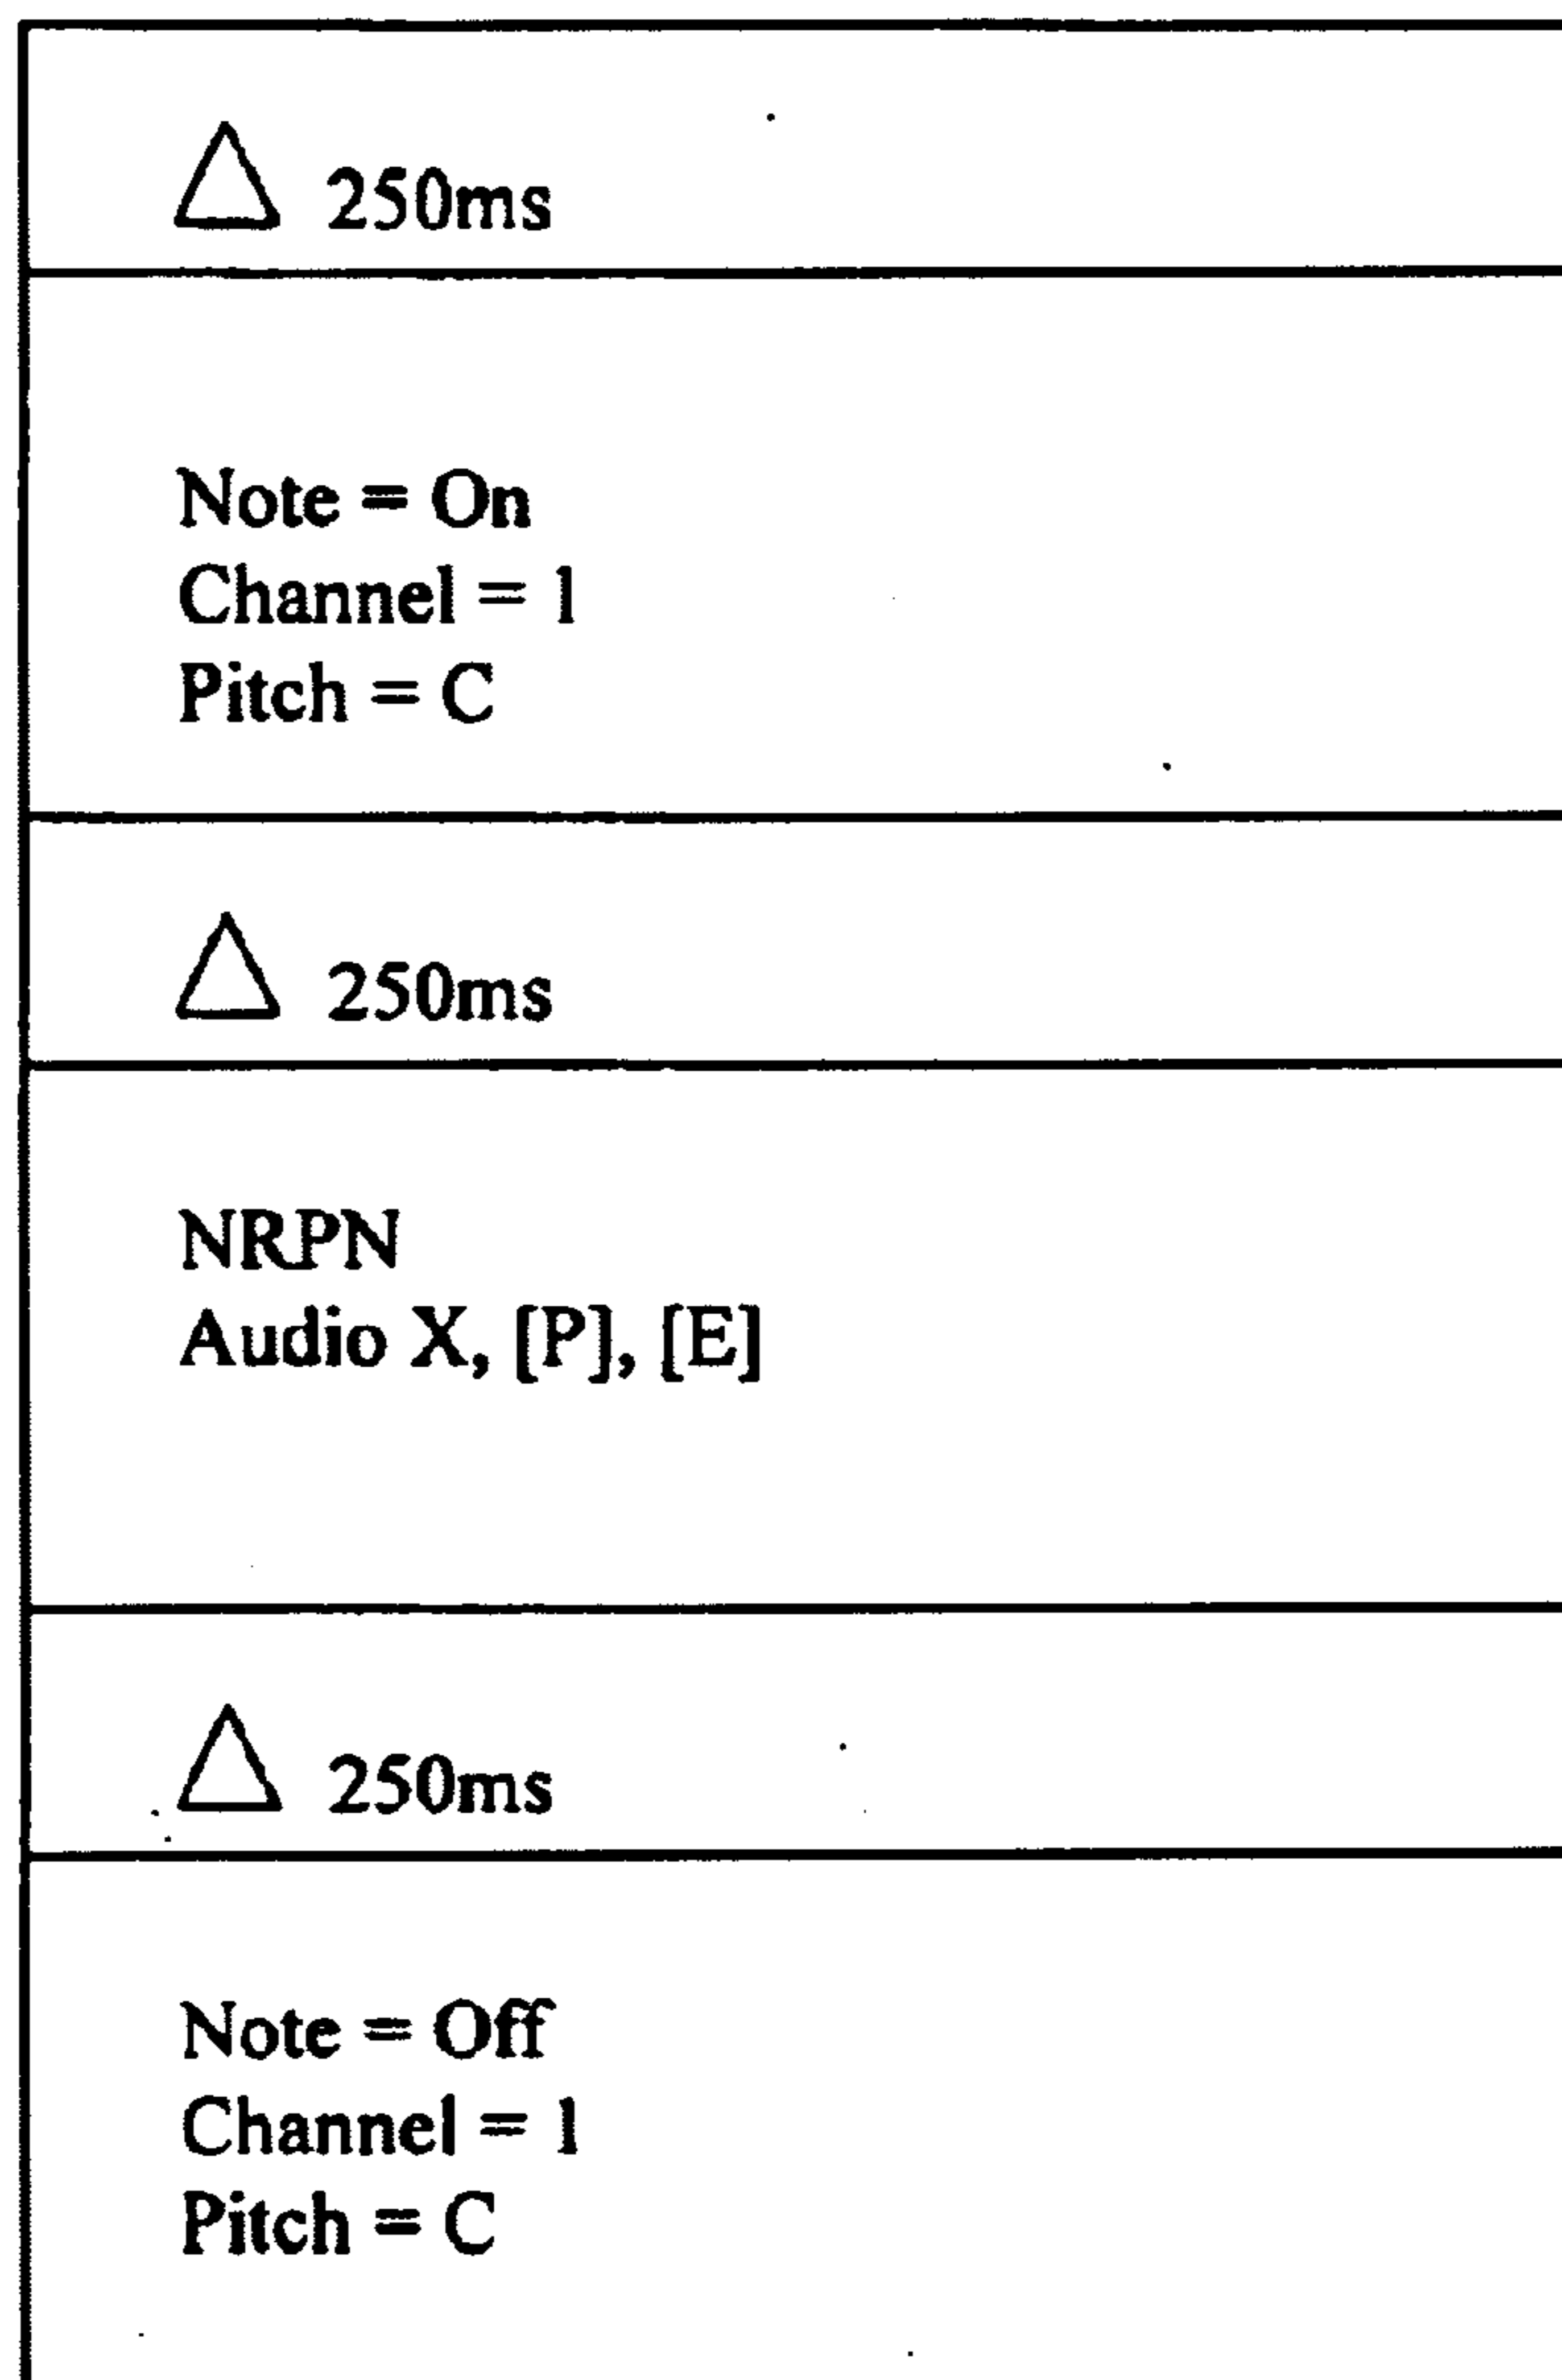 △ 250ms
Note = On
Channel = 1
Pitch = C
△ 250ms
NRPN
Audio X, [P], [E]
△ 250ms
Note = Off
Channel = 1
Pitch = C